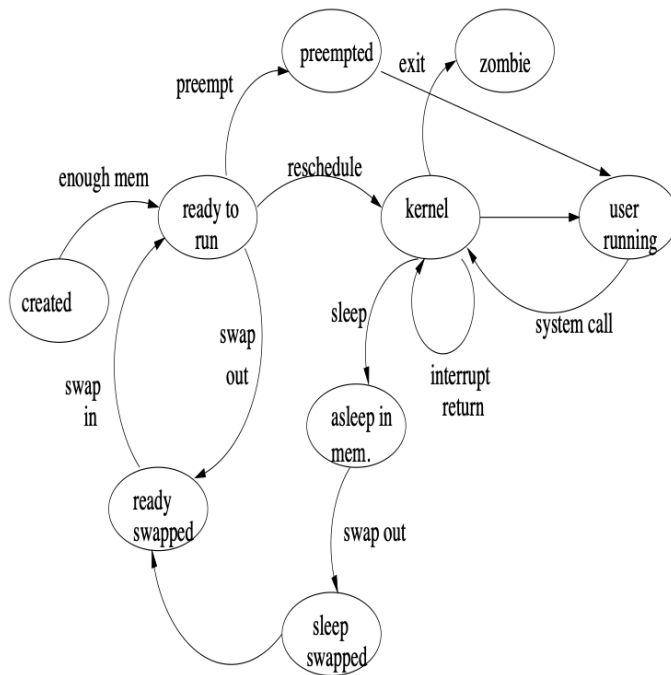 preempted
zombie
exit
preempt
reschedule
enough mem
ready to
run
kernel
user
running
created
system call
sleep
swap
out
interrupt
return
swap
in
asleep in
mem.
ready
swapped
swap out
sleep
swapped